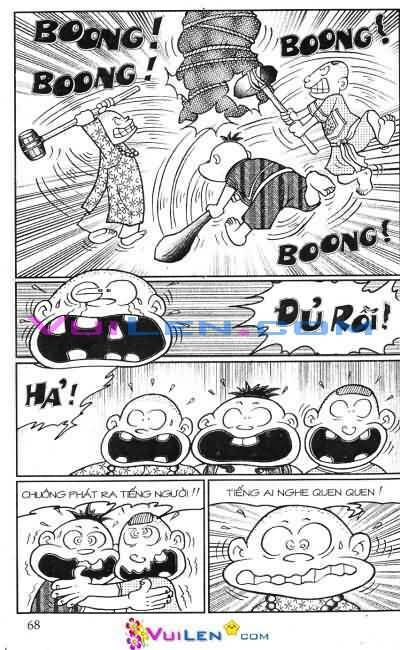 BOONG!
BOONG!
BOONG!
BOONG!
ĐỦ RỒI!
VuiLen.com
HẢ!
CHUÔNG PHÁT RA TIẾNG NGƯỜI!!
TIẾNG AI NGHE QUEN QUEN!
68
VuiLen.com